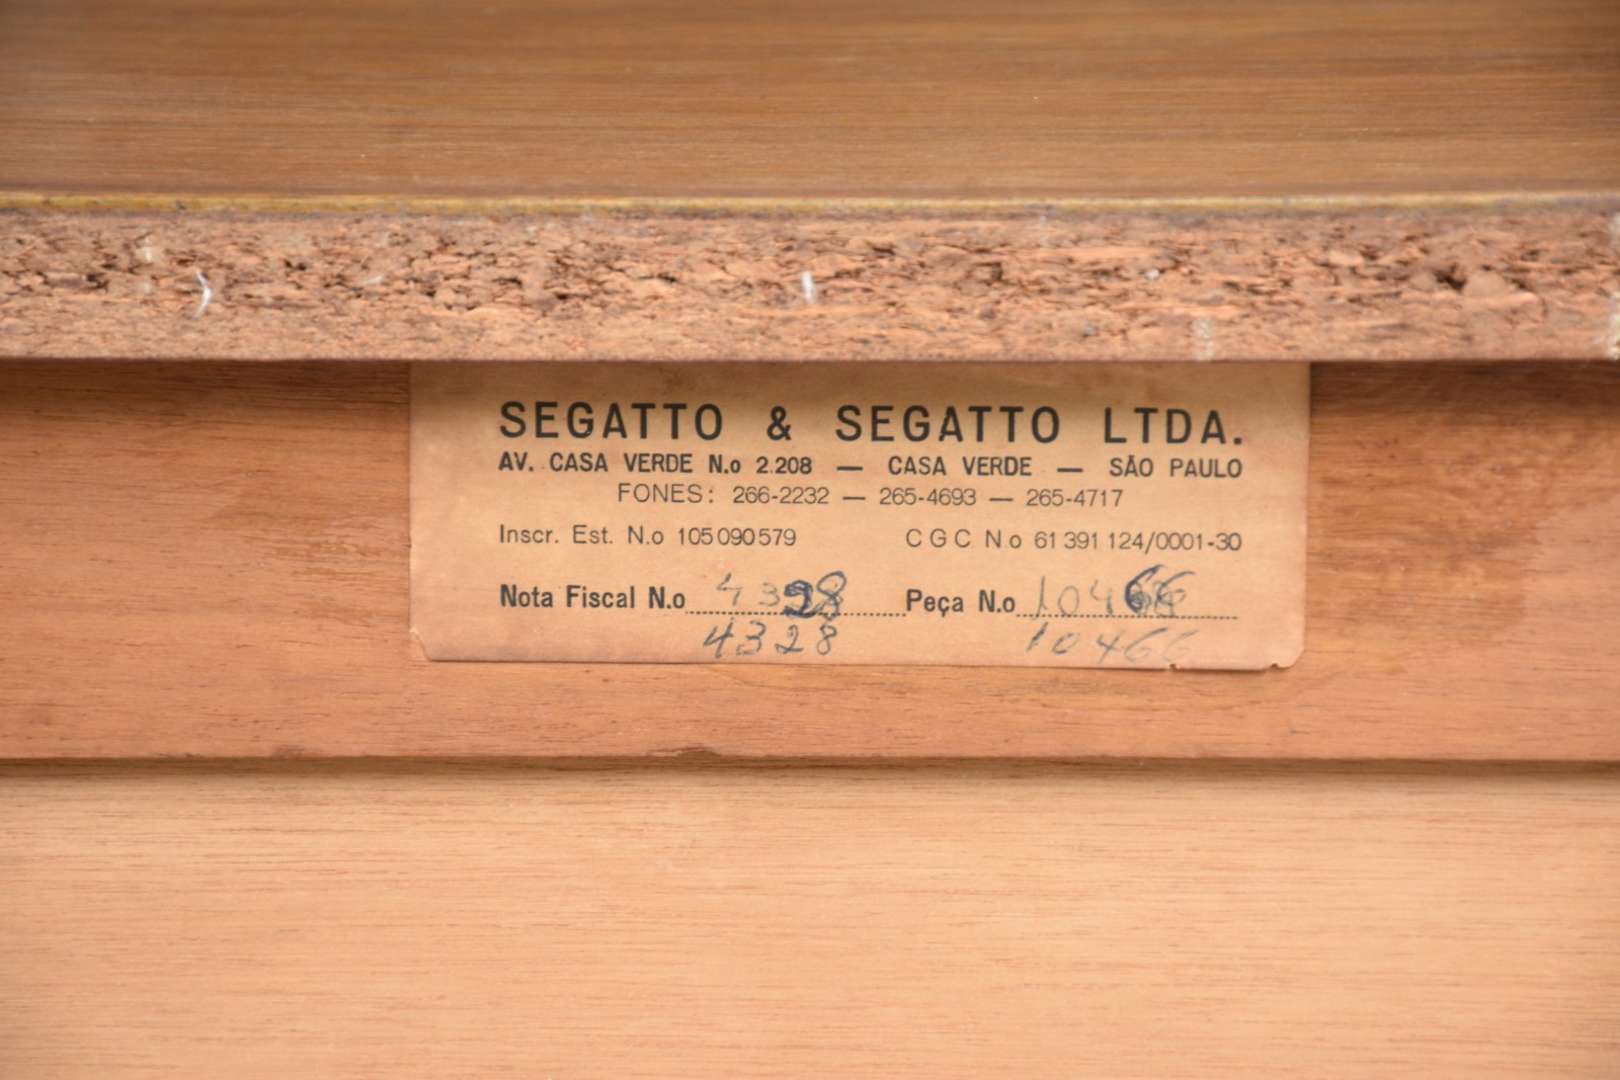 SEGATTO & SEGATTO LTDA.
AV. CASA VERDE N.o 2.208 — CASA VERDE — SÃO PAULO
FONES: 266-2232 — 265-4693 — 265-4717
Inscr. Est. N.o 105 090 579 C G C N o 61 391 124/0001-30
Nota Fiscal N.o 4328 Peça N.o 10466
4328 10466